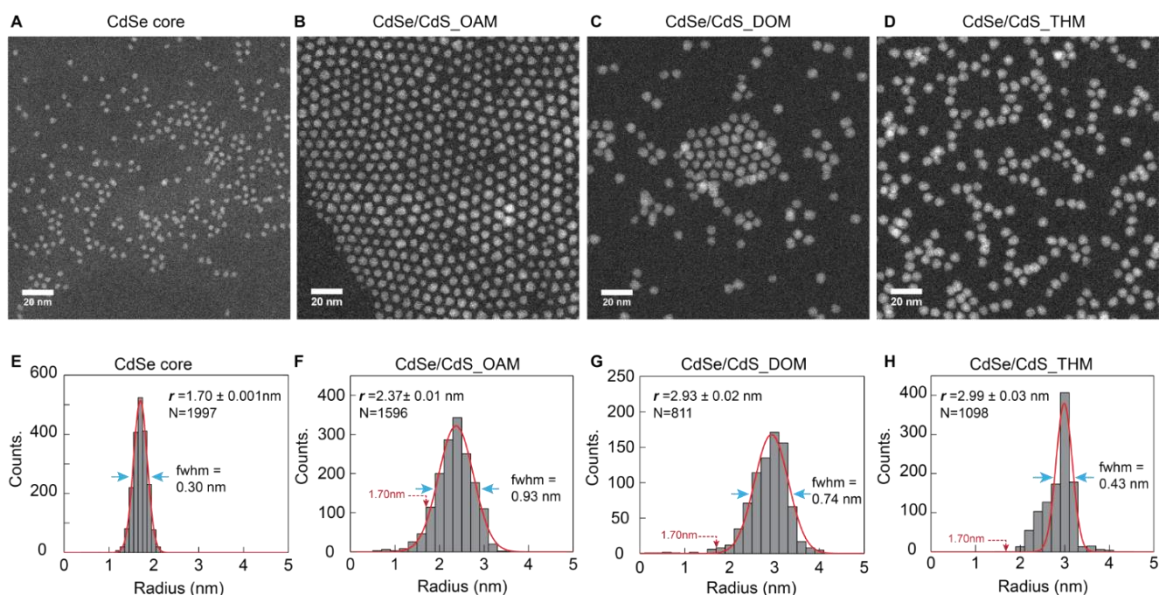 A CdSe core
B CdSe/CdS_OAM
C CdSe/CdS_DOM
D CdSe/CdS_THM
20 nm
20 nm
20 nm
20 nm
E CdSe core
600
400
200
0
Counts.
r=1.70 ± 0.001nm
N=1997
fwhm =
0.30 nm
0 1 2 3 4 5
Radius (nm)
F CdSe/CdS_OAM
400
300
200
100
0
Counts.
r=2.37± 0.01 nm
N=1596
1.70nm
fwhm =
0.93 nm
0 1 2 3 4 5
Radius (nm)
G CdSe/CdS_DOM
250
200
150
100
50
0
Counts.
r=2.93 ± 0.02 nm
N=811
1.70nm
fwhm =
0.74 nm
0 1 2 3 4 5
Radius (nm)
H CdSe/CdS_THM
400
300
200
100
0
Counts.
r=2.99 ± 0.03 nm
N=1098
1.70nm
fwhm =
0.43 nm
0 1 2 3 4 5
Radius (nm)